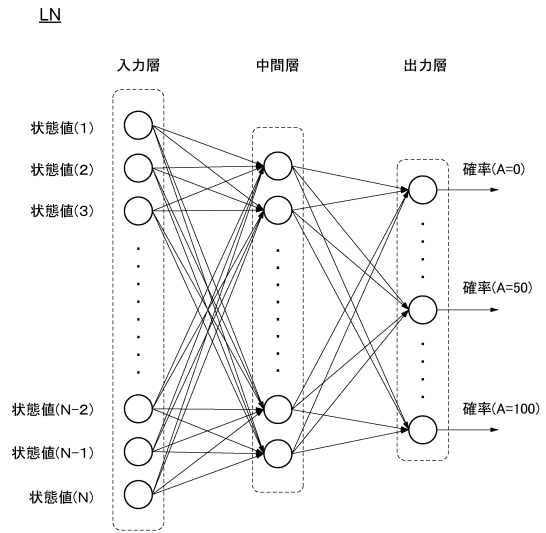 LN
入力層
中間層
出力層
状態値(1)
状態値(2)
状態値(3)
状態値(N-2)
状態値(N-1)
状態値(N)
確率(A=0)
確率(A=50)
確率(A=100)